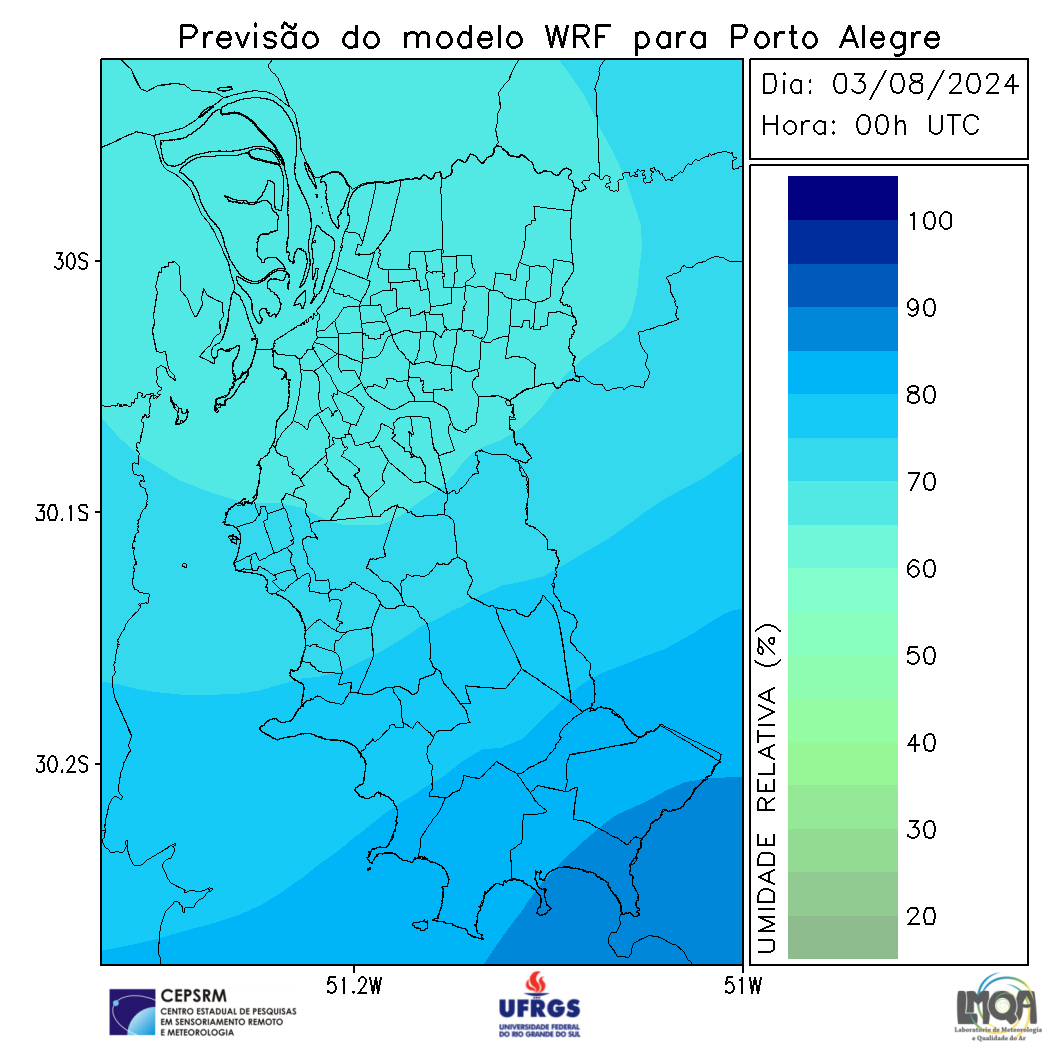 Previsão do modelo WRF para Porto Alegre
Dia: 03/08/2024
Hora: 00h UTC
30S
30.1S
30.2S
51.2W
51W
100
90
80
70
60
50
40
30
20
UMIDADE RELATIVA (%)
CEPSRM
CENTRO ESTADUAL DE PESQUISAS
EM SENSORIAMENTO REMOTO
E METEOROLOGIA
UFRGS
UNIVERSIDADE FEDERAL
DO RIO GRANDE DO SUL
LMQA
Laboratório de Meteorologia
e Qualidade do Ar